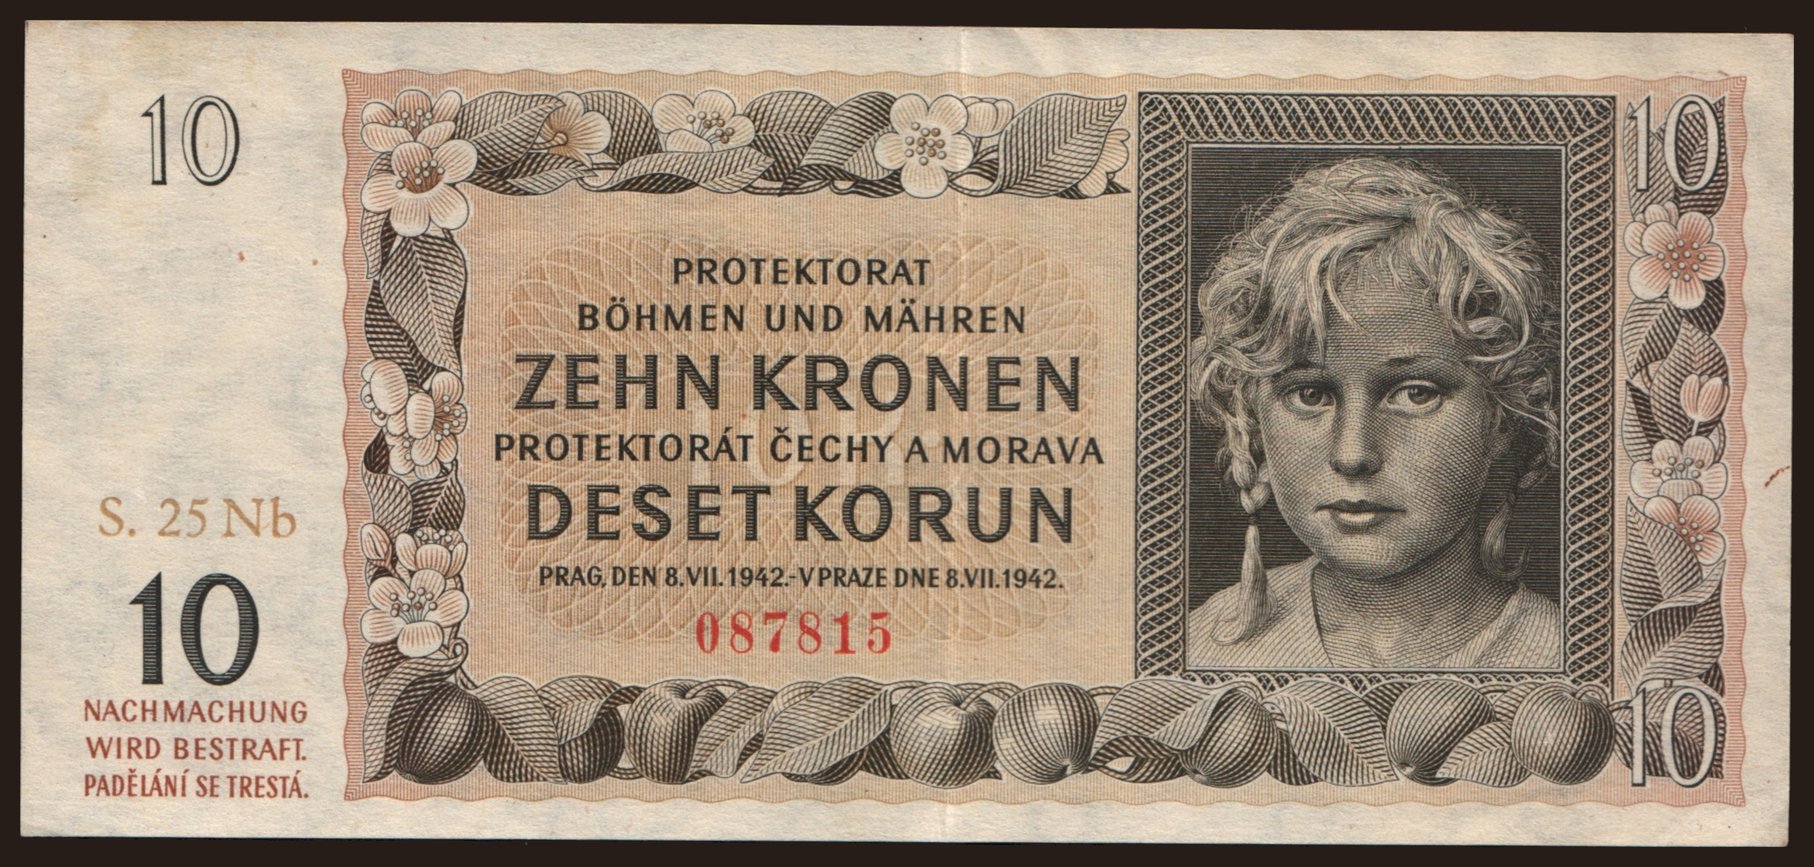 10
10
PROTEKTORAT
BÖHMEN UND MÄHREN
ZEHN KRONEN
PROTEKTORÁT ČECHY A MORAVA
DESET KORUN
PRAG, DEN 8.VII.1942.-V PRAZE DNE 8.VII.1942.
087815
S. 25 Nb
10
NACHMACHUNG
WIRD BESTRAFT.
PADĚLÁNÍ SE TRESTÁ.
10